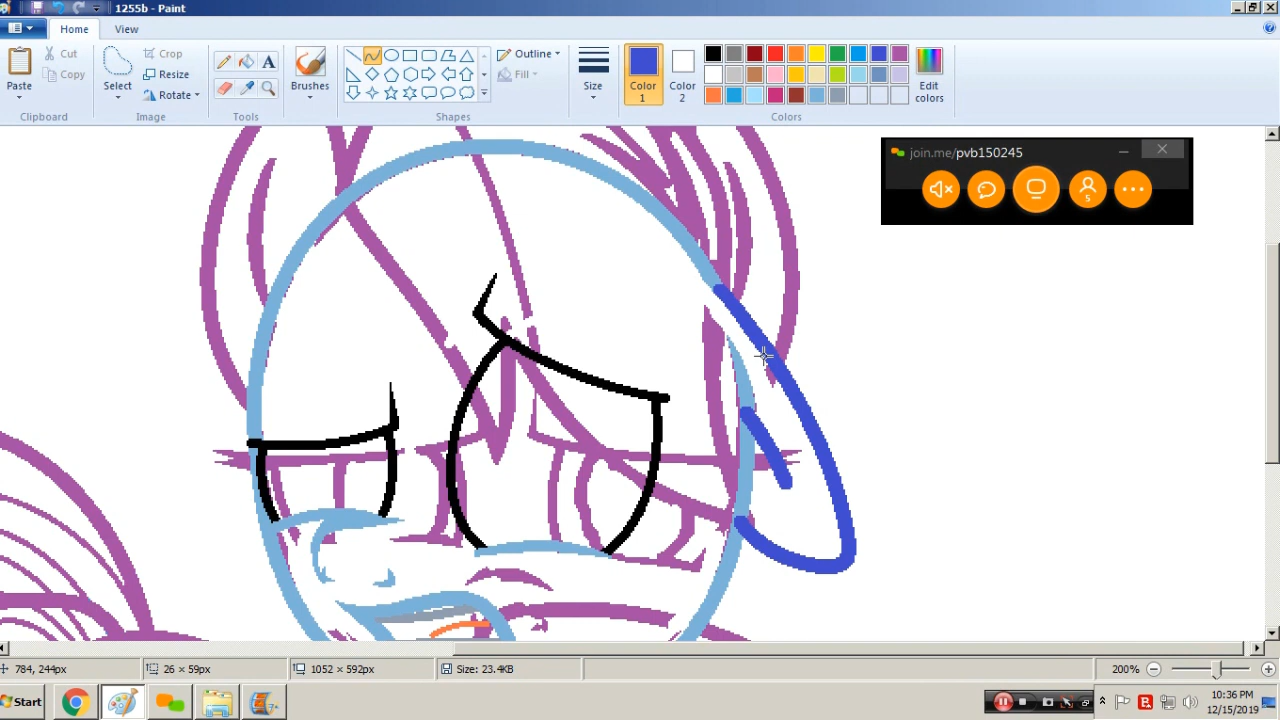 1255b - Paint
Home
View
Paste
Cut
Copy
Clipboard
Select
Crop
Resize
Rotate
Image
A
Tools
Brushes
Outline
Fill
Shapes
Size
Color 1
Color 2
Edit colors
Colors
join.me/pvb150245
5
784, 244px
26 × 59px
1052 × 592px
Size: 23.4KB
200%
Start
10:36 PM
12/15/2019